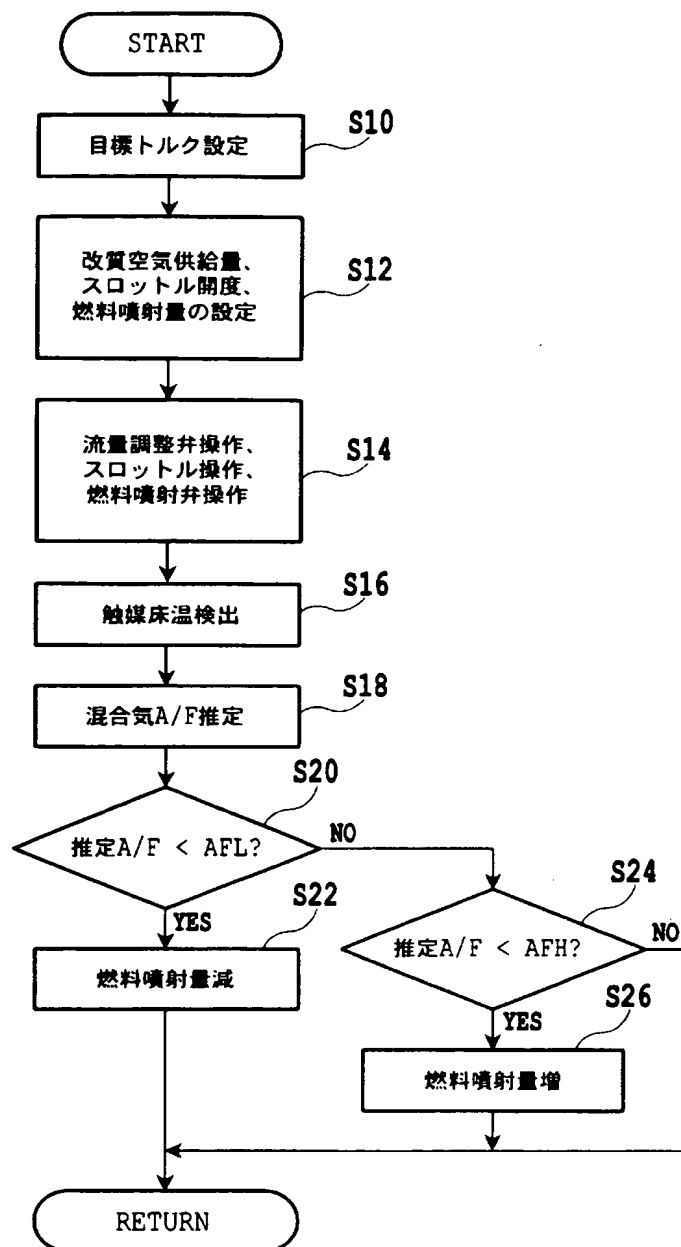 START
S10
目標トルク設定
S12
改質空気供給量、
スロットル開度、
燃料噴射量の設定
S14
流量調整弁操作、
スロットル操作、
燃料噴射弁操作
S16
触媒床温検出
S18
混合気A/F推定
S20
推定A/F < AFL?
NO
YES
S22
燃料噴射量減
S24
推定A/F < AFH?
NO
YES
S26
燃料噴射量増
RETURN